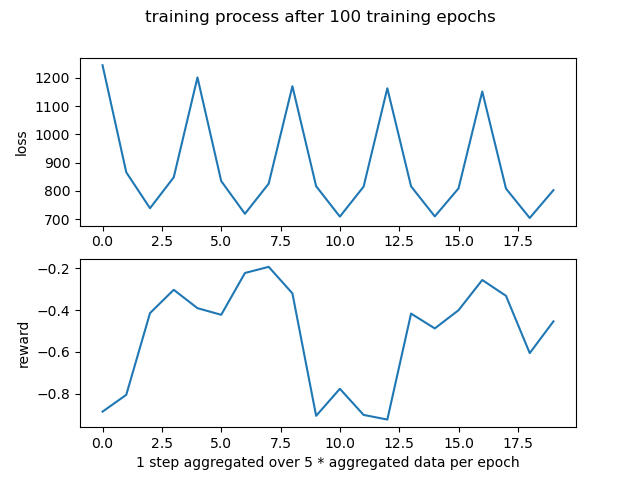 training process after 100 training epochs
1200
1100
1000
900
800
700
loss
0.0 2.5 5.0 7.5 10.0 12.5 15.0 17.5
−0.2
−0.4
−0.6
−0.8
reward
0.0 2.5 5.0 7.5 10.0 12.5 15.0 17.5
1 step aggregated over 5 * aggregated data per epoch